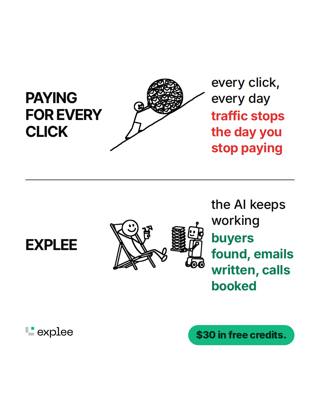 PAYING
FOR EVERY
CLICK
every click,
every day
traffic stops
the day you
stop paying
EXPLEE
the AI keeps
working
buyers
found, emails
written, calls
booked
explee
$30 in free credits.